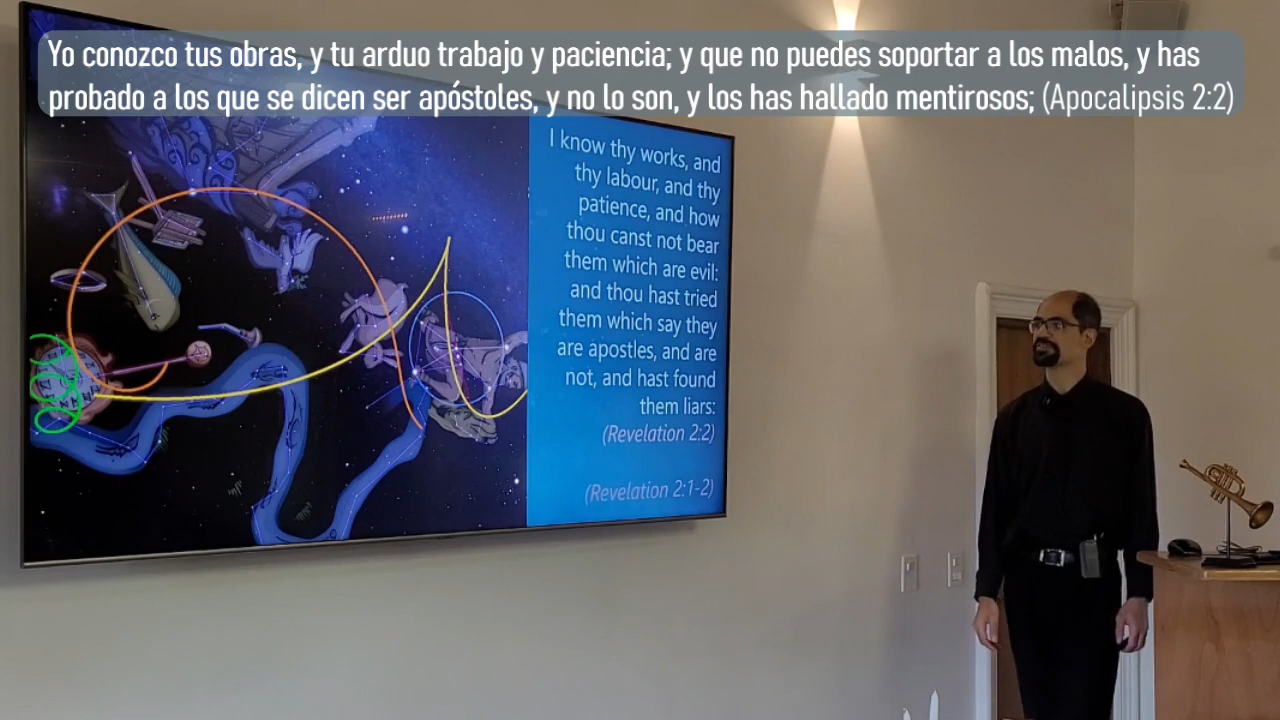 Yo conozco tus obras, y tu arduo trabajo y paciencia; y que no puedes soportar a los malos, y has
probado a los que se dicen ser apóstoles, y no lo son, y los has hallado mentirosos; (Apocalipsis 2:2)
I know thy works, and
thy labour, and thy
patience, and how
thou canst not bear
them which are evil:
and thou hast tried
them which say they
are apostles, and are
not, and hast found
them liars:
(Revelation 2:2)
(Revelation 2:1-2)